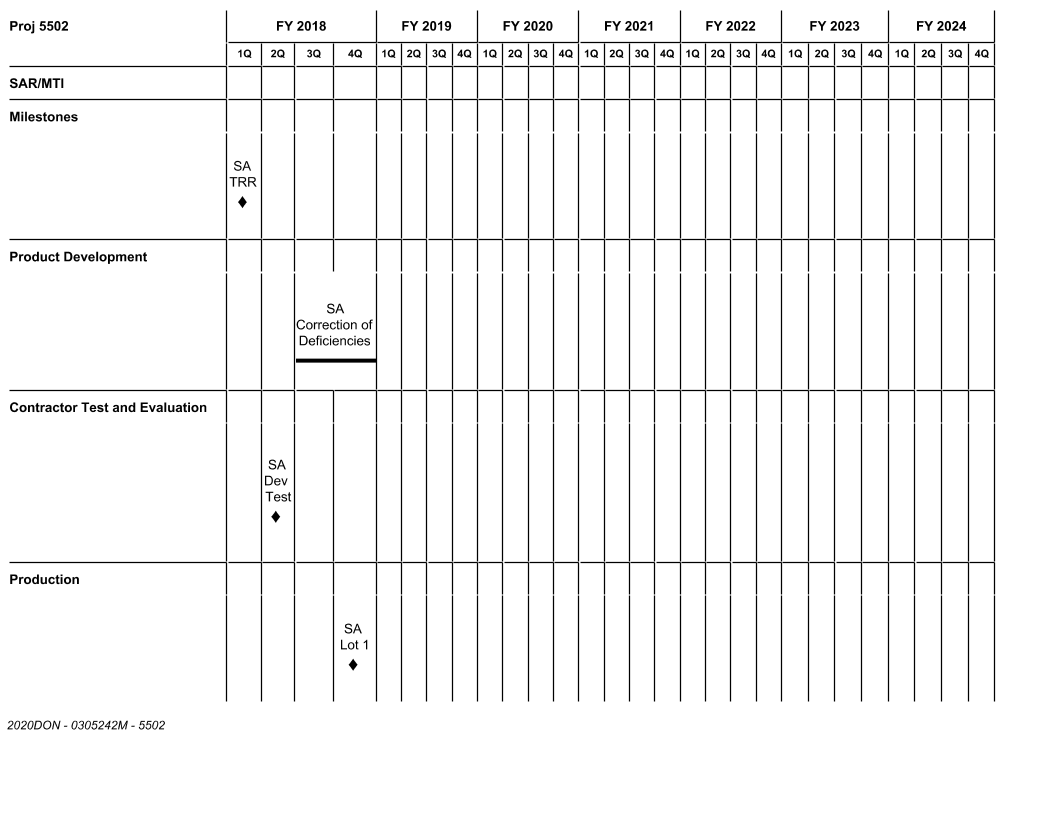 Proj 5502 FY 2018 FY 2019 FY 2020 FY 2021 FY 2022 FY 2023 FY 2024
1Q 2Q 3Q 4Q 1Q 2Q 3Q 4Q 1Q 2Q 3Q 4Q 1Q 2Q 3Q 4Q 1Q 2Q 3Q 4Q 1Q 2Q 3Q 4Q 1Q 2Q 3Q 4Q
SAR/MTI
Milestones
SA
TRR
Product Development
SA
Correction of
Deficiencies
Contractor Test and Evaluation
SA
Dev
Test
Production
SA
Lot 1
2020DON - 0305242M - 5502